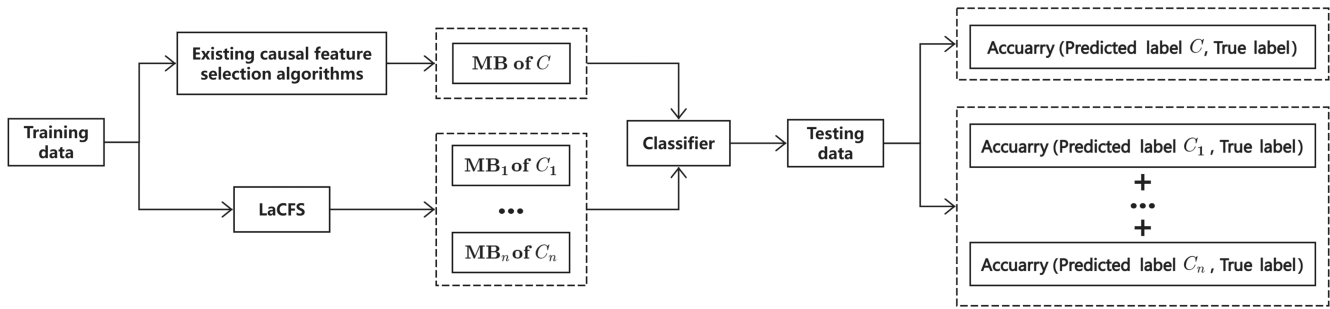 Training
data
Existing causal feature
selection algorithms
MB of C
LaCFS
MB₁ of C₁
...
MBₙ of Cₙ
Classifier
Testing
data
Accuarry (Predicted label C, True label)
Accuarry (Predicted label C₁ , True label)
+
...
+
Accuarry (Predicted label Cₙ , True label)